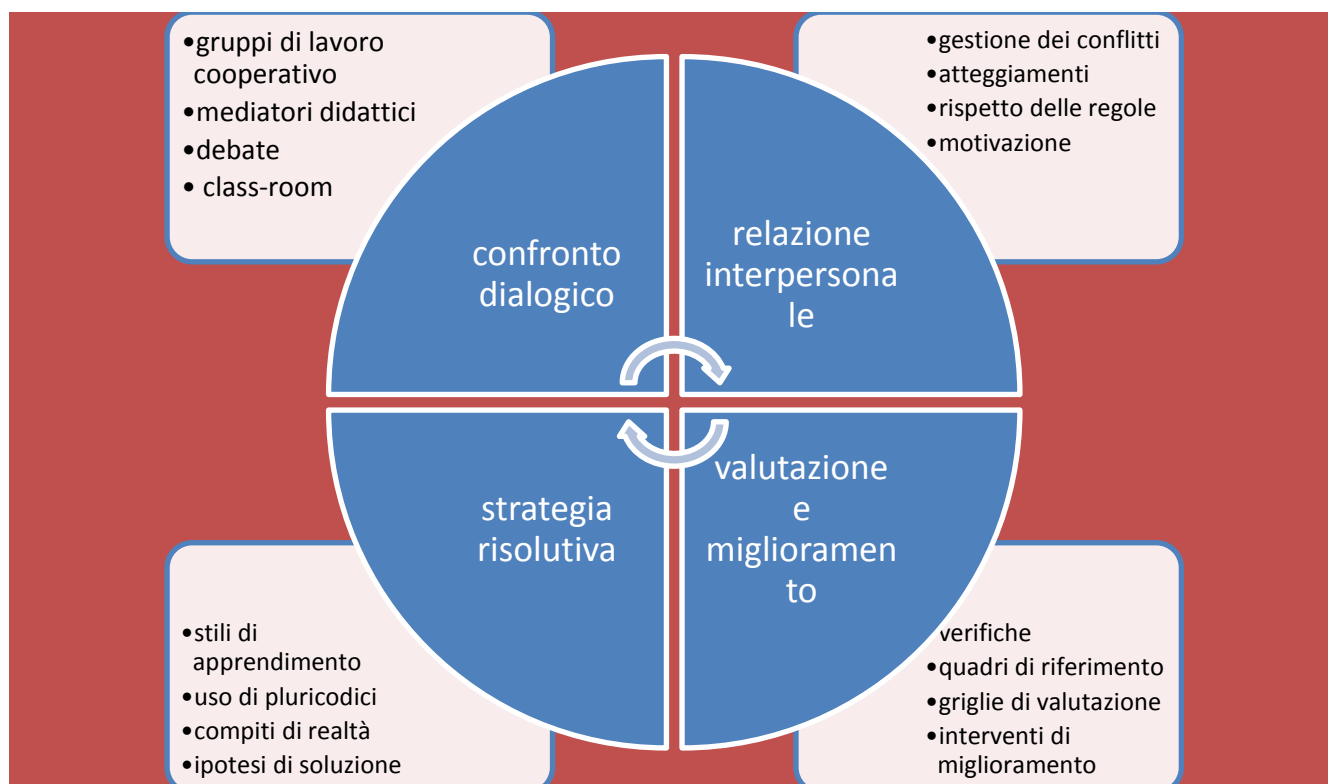 •gruppi di lavoro
cooperativo
•mediatori didattici
•debate
• class-room
•gestione dei conflitti
•atteggiamenti
•rispetto delle regole
•motivazione
confronto
dialogico
relazione
interpersona
le
strategia
risolutiva
valutazione
e
miglioramen
to
•stili di
apprendimento
•uso di pluricodici
•compiti di realtà
•ipotesi di soluzione
verifiche
•quadri di riferimento
•griglie di valutazione
•interventi di
miglioramento